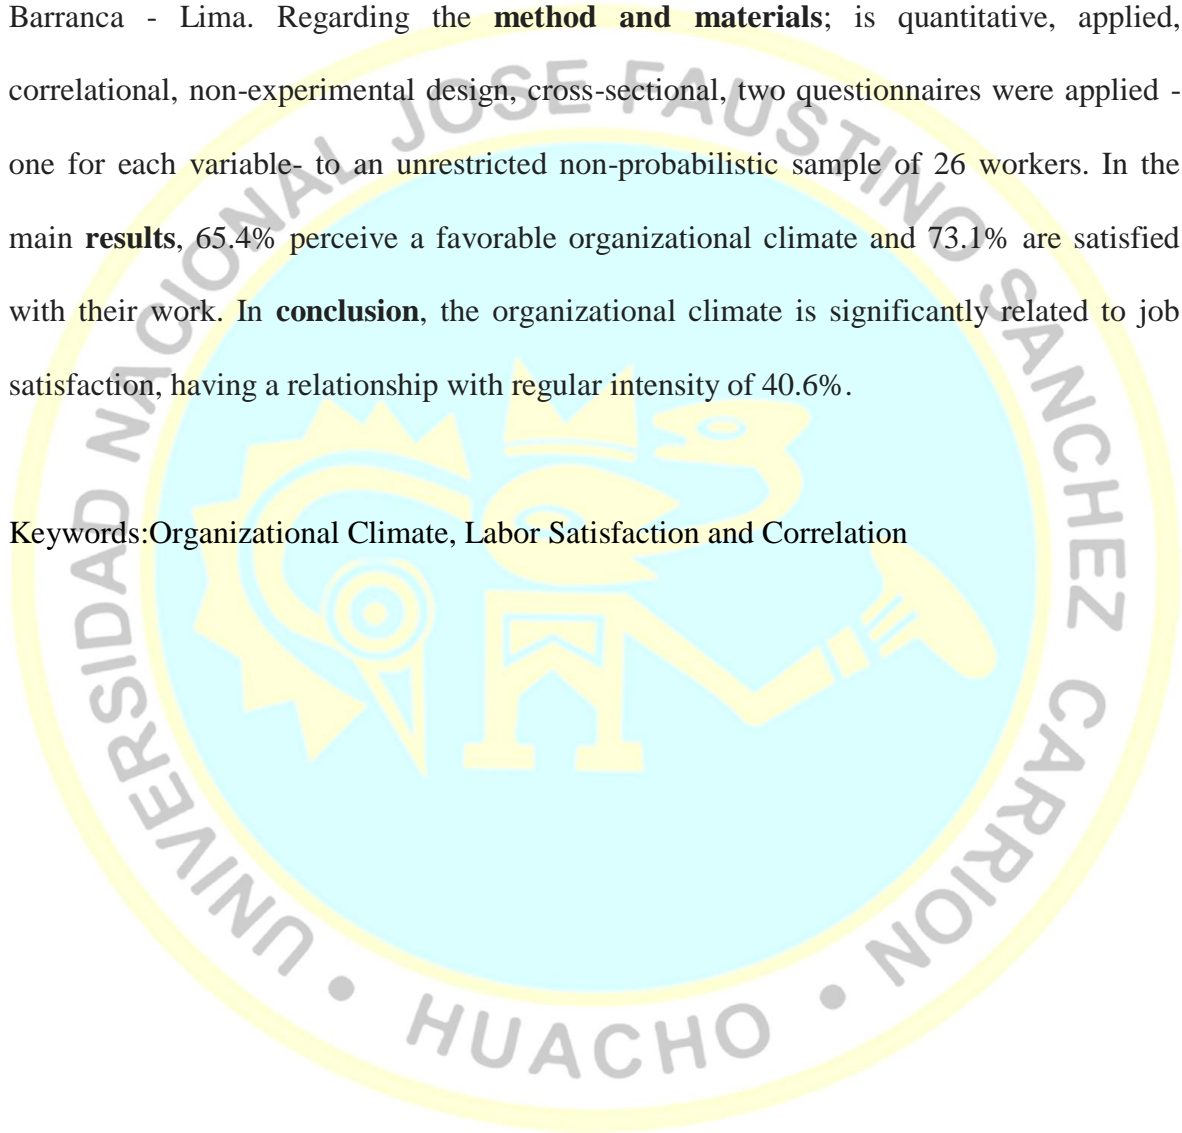 Barranca - Lima. Regarding the method and materials; is quantitative, applied,
correlational, non-experimental design, cross-sectional, two questionnaires were applied -
one for each variable- to an unrestricted non-probabilistic sample of 26 workers. In the
main results, 65.4% perceive a favorable organizational climate and 73.1% are satisfied
with their work. In conclusion, the organizational climate is significantly related to job
satisfaction, having a relationship with regular intensity of 40.6%.
Keywords:Organizational Climate, Labor Satisfaction and Correlation
UNIVERSIDAD NACIONAL JOSE FAUSTINO SANCHEZ CARRION • HUACHO •